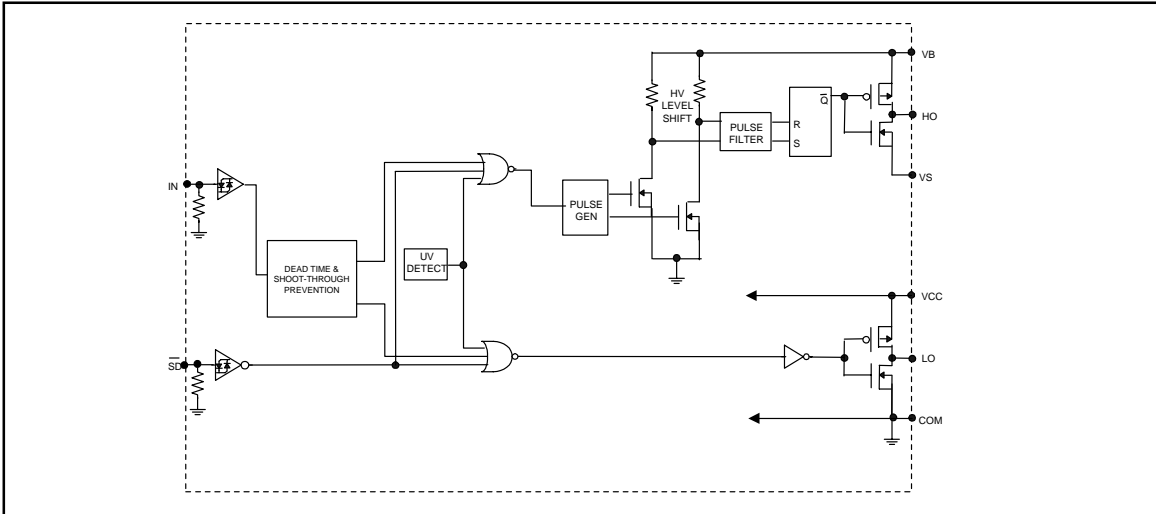 VB
HV
LEVEL
SHIFT
Q̅
HO
PULSE
FILTER
R
S
VS
IN
PULSE
GEN
UV
DETECT
DEAD TIME &
SHOOT-THROUGH
PREVENTION
VCC
S̅D̅
LO
COM